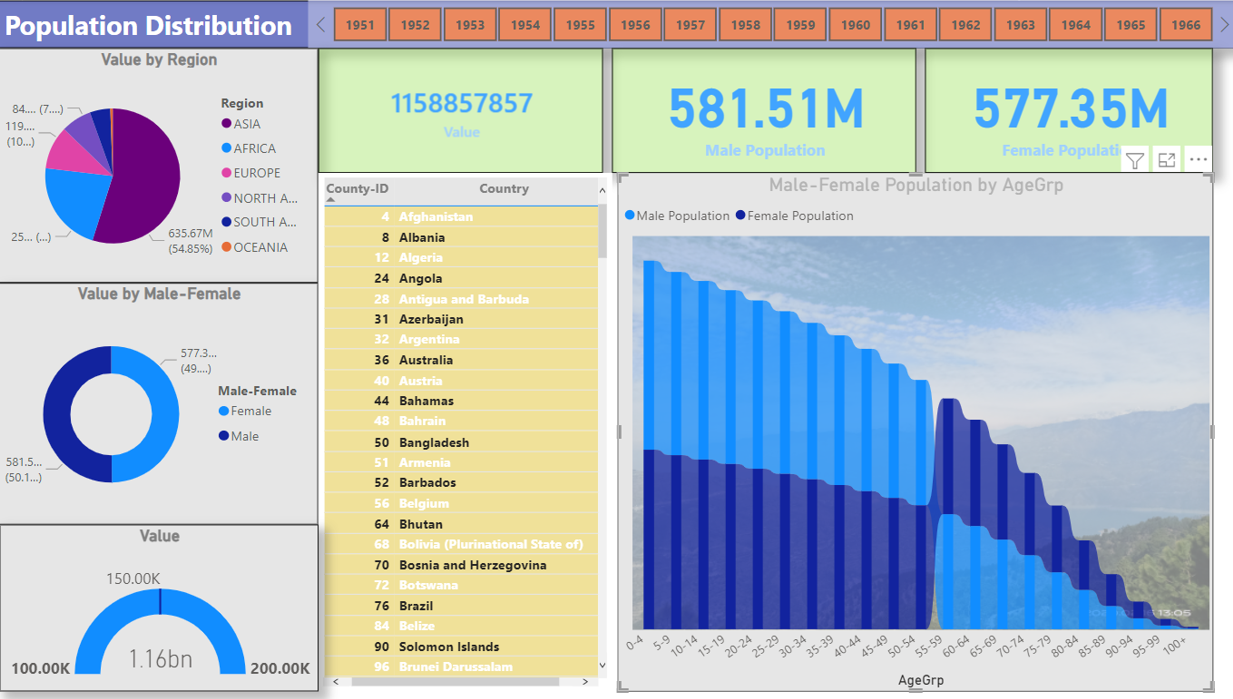 Population Distribution
1951 1952 1953 1954 1955 1956 1957 1958 1959 1960 1961 1962 1963 1964 1965 1966
Value by Region
84.... (7....)
119....
(10...)
25... (...)
635.67M
(54.85%)
Region
ASIA
AFRICA
EUROPE
NORTH A...
SOUTH A...
OCEANIA
1158857857
Value
581.51M
Male Population
577.35M
Female Populati
Value by Male-Female
577.3...
(49....)
581.5...
(50.1...)
Male-Female
Female
Male
Value
150.00K
100.00K
1.16bn
200.00K
County-ID Country
4 Afghanistan
8 Albania
12 Algeria
24 Angola
28 Antigua and Barbuda
31 Azerbaijan
32 Argentina
36 Australia
40 Austria
44 Bahamas
48 Bahrain
50 Bangladesh
51 Armenia
52 Barbados
56 Belgium
64 Bhutan
68 Bolivia (Plurinational State of)
70 Bosnia and Herzegovina
72 Botswana
76 Brazil
84 Belize
90 Solomon Islands
96 Brunei Darussalam
Male-Female Population by AgeGrp
Male Population Female Population
13:05
0-4 5-9 10-14 15-19 20-24 25-29 30-34 35-39 40-44 45-49 50-54 55-59 60-64 65-69 70-74 75-79 80-84 85-89 90-94 95-99 100+
AgeGrp